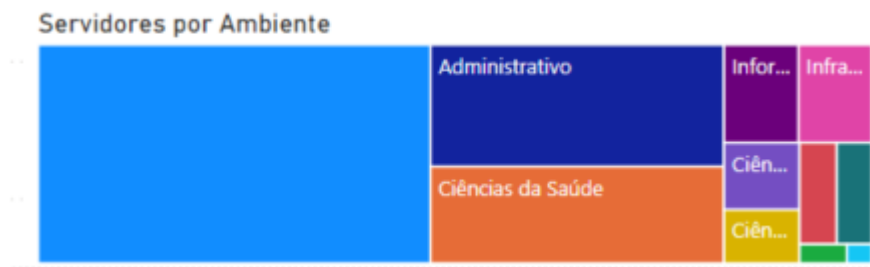 Servidores por Ambiente
Administrativo
Infor...
Infra...
Ciên...
Ciências da Saúde
Ciên...